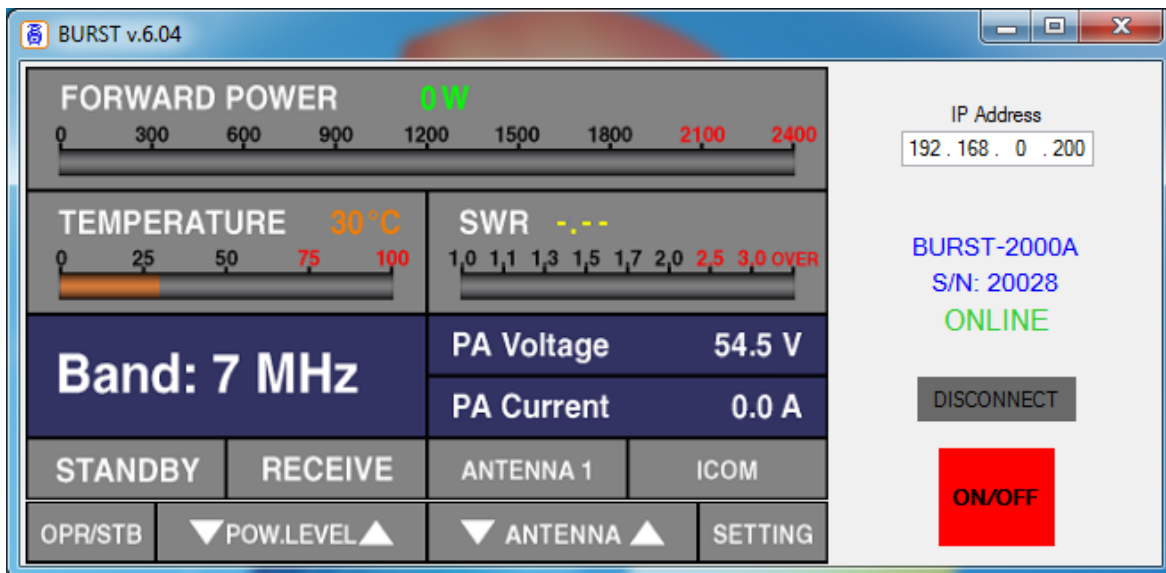 BURST v.6.04
FORWARD POWER 0 W
0 300 600 900 1200 1500 1800 2100 2400
TEMPERATURE 30°C
0 25 50 75 100
SWR -.--
1,0 1,1 1,3 1,5 1,7 2,0 2,5 3,0 OVER
Band: 7 MHz
PA Voltage 54.5 V
PA Current 0.0 A
STANDBY RECEIVE ANTENNA 1 ICOM
OPR/STB ▼POW.LEVEL▲ ▼ ANTENNA ▲ SETTING
IP Address
192 . 168 . 0 . 200
BURST-2000A
S/N: 20028
ONLINE
DISCONNECT
ON/OFF